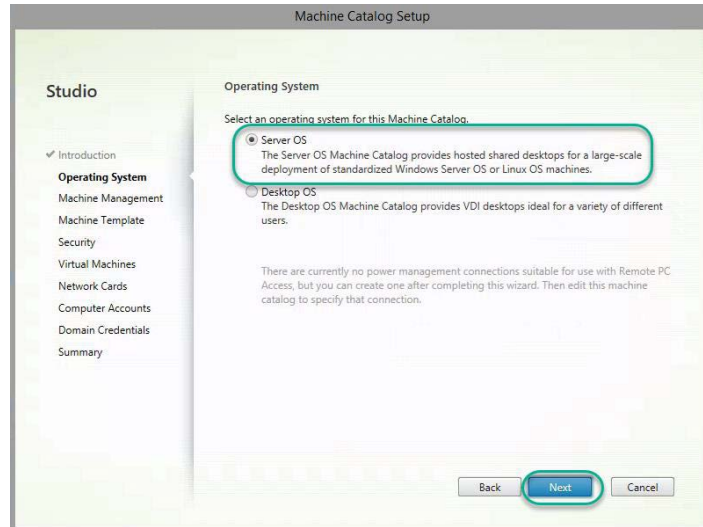 Machine Catalog Setup
Studio
Introduction
Operating System
Machine Management
Machine Template
Security
Virtual Machines
Network Cards
Computer Accounts
Domain Credentials
Summary
Operating System
Select an operating system for this Machine Catalog.
Server OS
The Server OS Machine Catalog provides hosted shared desktops for a large-scale
deployment of standardized Windows Server OS or Linux OS machines.
Desktop OS
The Desktop OS Machine Catalog provides VDI desktops ideal for a variety of different
users.
There are currently no power management connections suitable for use with Remote PC
Access, but you can create one after completing this wizard. Then edit this machine
catalog to specify that connection.
Back Next Cancel